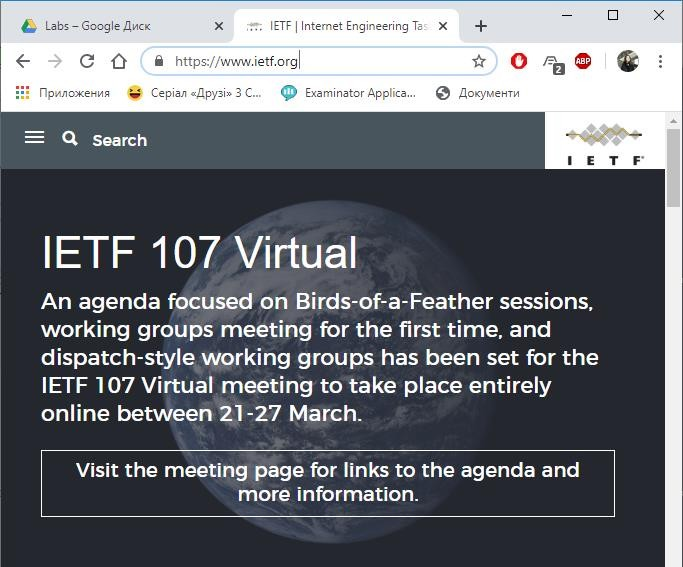 Labs – Google Диск
IETF | Internet Engineering Tas
https://www.ietf.org
2
ABP
Приложения
Серіал «Друзі» 3 С...
Examinator Applica...
Документи
Search
IETF
IETF 107 Virtual
An agenda focused on Birds-of-a-Feather sessions,
working groups meeting for the first time, and
dispatch-style working groups has been set for the
IETF 107 Virtual meeting to take place entirely
online between 21-27 March.
Visit the meeting page for links to the agenda and
more information.